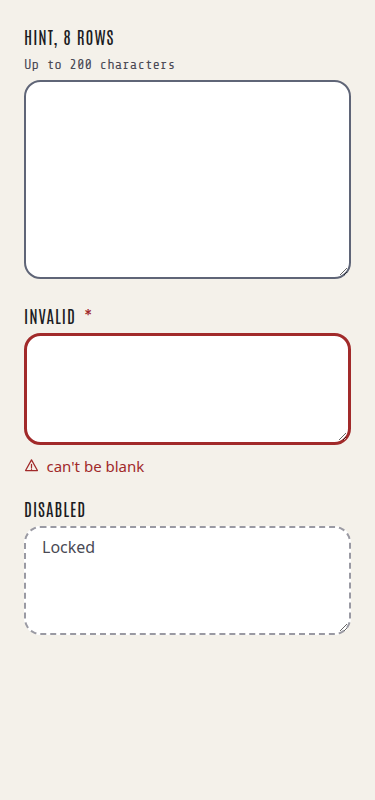 HINT, 8 ROWS
Up to 200 characters
INVALID *
can't be blank
DISABLED
Locked